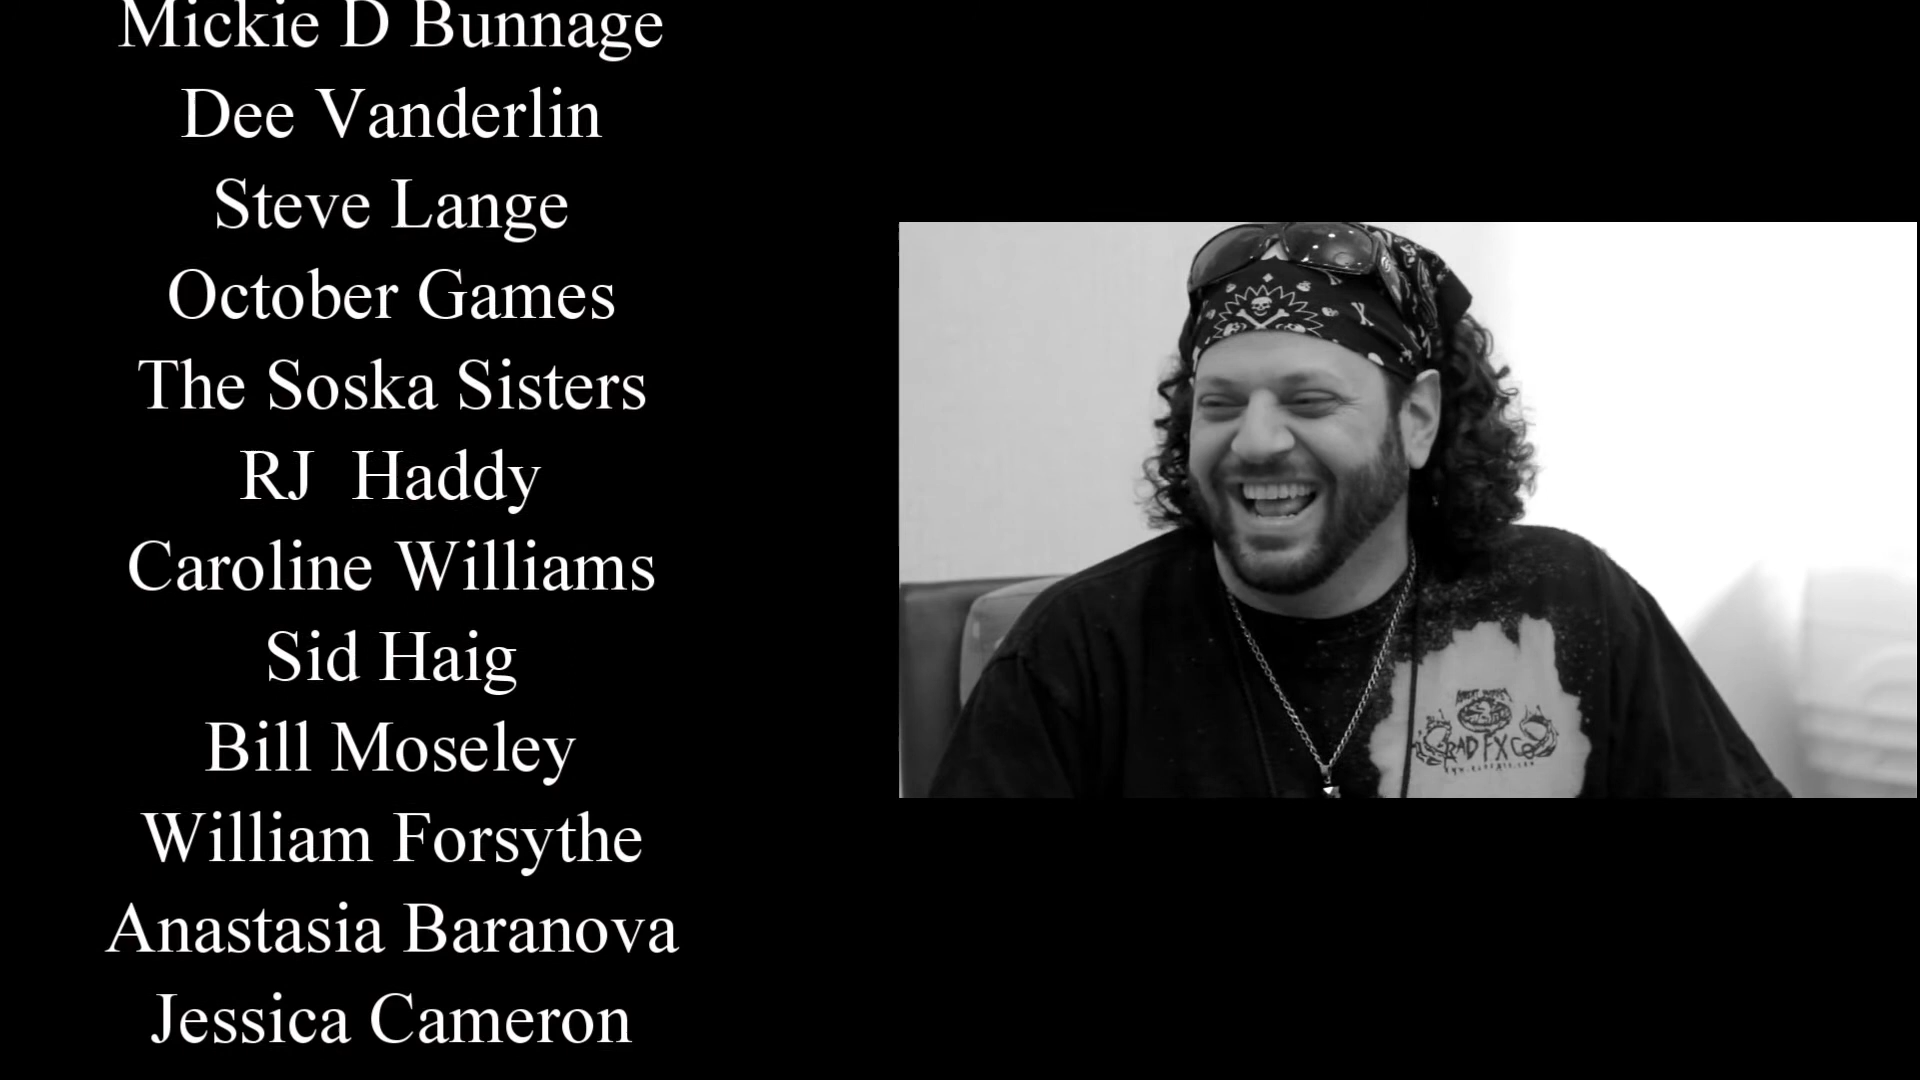 Mickie D Bunnage
Dee Vanderlin
Steve Lange
October Games
The Soska Sisters
RJ  Haddy
Caroline Williams
Sid Haig
Bill Moseley
William Forsythe
Anastasia Baranova
Jessica Cameron
RAD FX Co